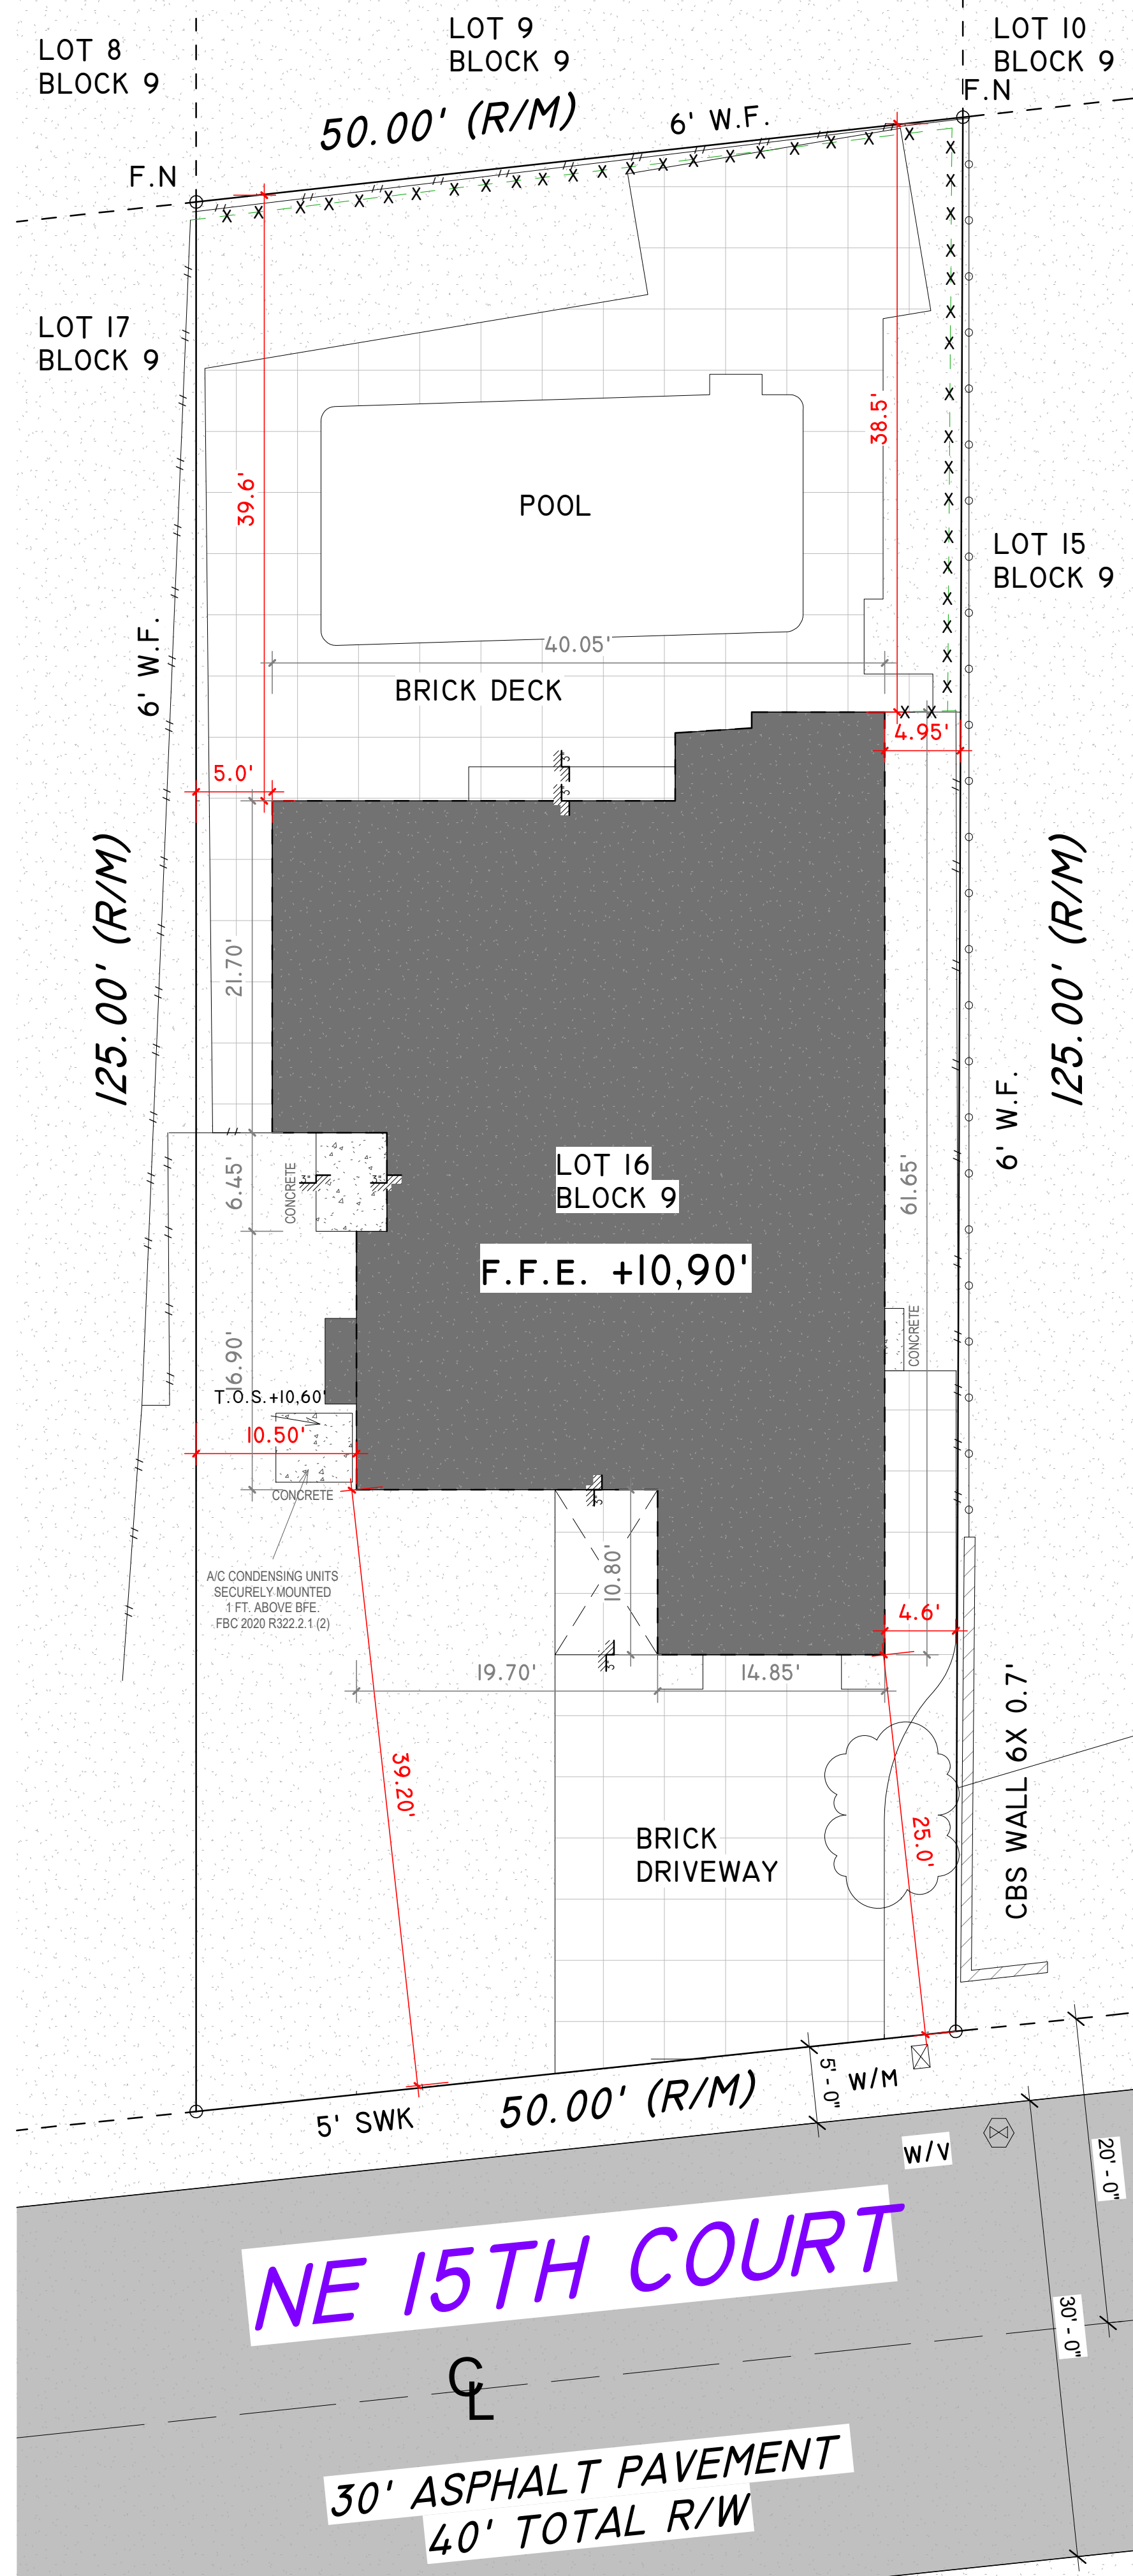 LOT 9
BLOCK 9
LOT 10
BLOCK 9
LOT 8
BLOCK 9
F.N
50.00' (R/M)
6' W.F.
F.N
LOT 17
BLOCK 9
38.5'
39.6'
POOL
LOT 15
BLOCK 9
40.05'
6' W.F.
BRICK DECK
4.95'
5.0'
3"
3"
125.00' (R/M)
125.00' (R/M)
21.70'
6' W.F.
LOT 16
BLOCK 9
6.45'
CONCRETE
3"
61.65'
F.F.E. +10,90'
CONCRETE
16.90'
T.O.S.+10,60'
10.50'
CONCRETE
3"
A/C CONDENSING UNITS
SECURELY MOUNTED
1 FT. ABOVE BFE.
FBC 2020 R322.2.1 (2)
10.80'
4.6'
3"
19.70'
14.85'
CBS WALL 6X 0.7'
39.20'
25.0'
BRICK
DRIVEWAY
5' - 0"
W/M
50.00' (R/M)
5' SWK
W/V
20' - 0"
NE 15TH COURT
30' - 0"
CL
30' ASPHALT PAVEMENT
40' TOTAL R/W